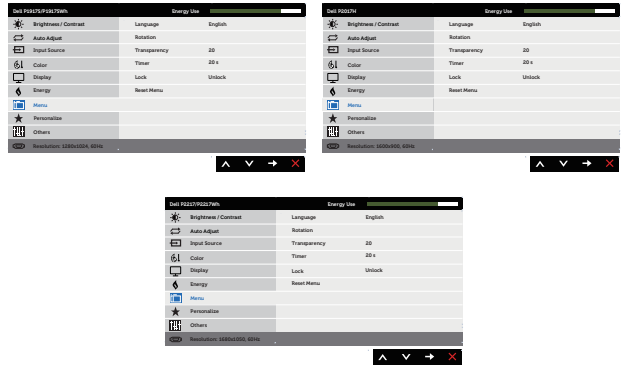 Dell P1917S/P1917SWh Energy Use
Brightness / Contrast Language English
Auto Adjust Rotation
Input Source Transparency 20
Color Timer 20 s
Display Lock Unlock
Energy Reset Menu
Menu
Personalize
Others
Resolution: 1280x1024, 60Hz
Dell P2017H Energy Use
Brightness / Contrast Language English
Auto Adjust Rotation
Input Source Transparency 20
Color Timer 20 s
Display Lock Unlock
Energy Reset Menu
Menu
Personalize
Others
Resolution: 1600x900, 60Hz
Dell P2217/P2217Wh Energy Use
Brightness / Contrast Language English
Auto Adjust Rotation
Input Source Transparency 20
Color Timer 20 s
Display Lock Unlock
Energy Reset Menu
Menu
Personalize
Others
Resolution: 1680x1050, 60Hz